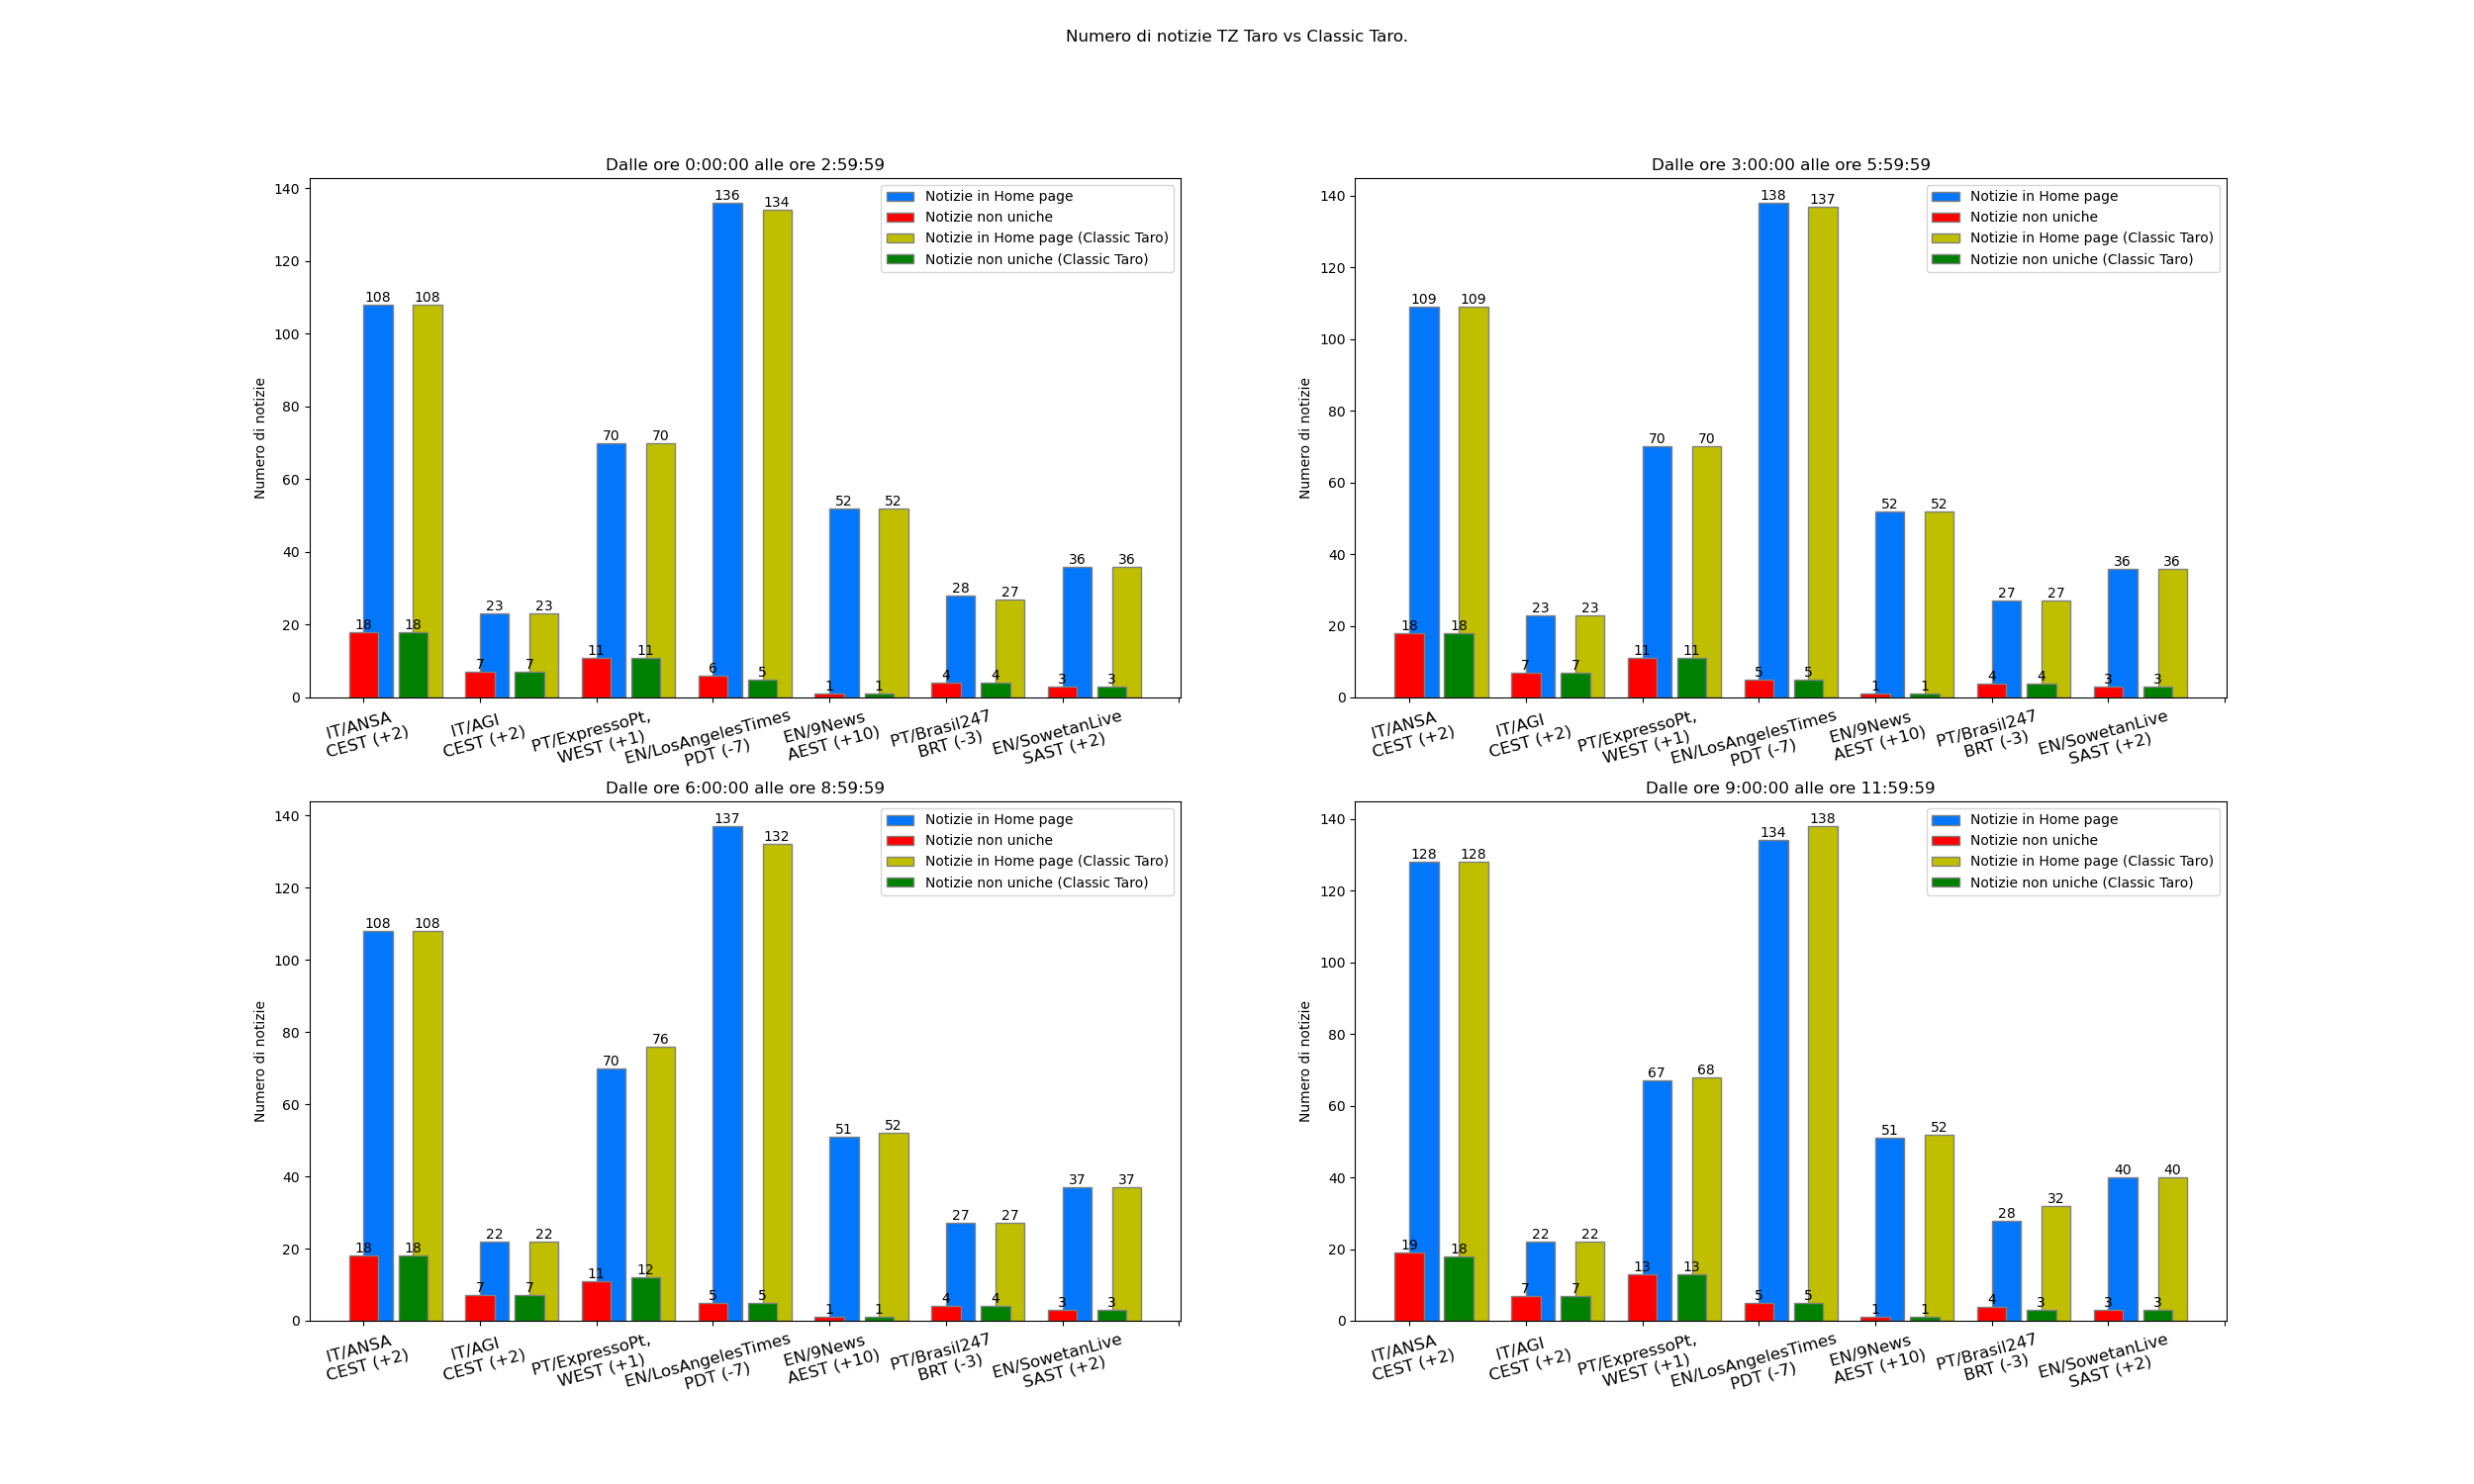 Numero di notizie TZ Taro vs Classic Taro.
Dalle ore 0:00:00 alle ore 2:59:59
Numero di notizie
140
120
100
80
60
40
20
0
Notizie in Home page
Notizie non uniche
Notizie in Home page (Classic Taro)
Notizie non uniche (Classic Taro)
108 108 18 18
23 23 7 7
70 70 11 11
136 134 6 5
52 52 1 1
28 27 4 4
36 36 3 3
IT/ANSA
CEST (+2)
IT/AGI
CEST (+2)
PT/ExpressoPt,
WEST (+1)
EN/LosAngelesTimes
PDT (-7)
EN/9News
AEST (+10)
PT/Brasil247
BRT (-3)
EN/SowetanLive
SAST (+2)
Dalle ore 3:00:00 alle ore 5:59:59
Numero di notizie
140
120
100
80
60
40
20
0
Notizie in Home page
Notizie non uniche
Notizie in Home page (Classic Taro)
Notizie non uniche (Classic Taro)
109 109 18 18
23 23 7 7
70 70 11 11
138 137 5 5
52 52 1 1
27 27 4 4
36 36 3 3
IT/ANSA
CEST (+2)
IT/AGI
CEST (+2)
PT/ExpressoPt,
WEST (+1)
EN/LosAngelesTimes
PDT (-7)
EN/9News
AEST (+10)
PT/Brasil247
BRT (-3)
EN/SowetanLive
SAST (+2)
Dalle ore 6:00:00 alle ore 8:59:59
Numero di notizie
140
120
100
80
60
40
20
0
Notizie in Home page
Notizie non uniche
Notizie in Home page (Classic Taro)
Notizie non uniche (Classic Taro)
108 108 18 18
22 22 7 7
70 76 11 12
137 132 5 5
51 52 1 1
27 27 4 4
37 37 3 3
IT/ANSA
CEST (+2)
IT/AGI
CEST (+2)
PT/ExpressoPt,
WEST (+1)
EN/LosAngelesTimes
PDT (-7)
EN/9News
AEST (+10)
PT/Brasil247
BRT (-3)
EN/SowetanLive
SAST (+2)
Dalle ore 9:00:00 alle ore 11:59:59
Numero di notizie
140
120
100
80
60
40
20
0
Notizie in Home page
Notizie non uniche
Notizie in Home page (Classic Taro)
Notizie non uniche (Classic Taro)
128 128 19 18
22 22 7 7
67 68 13 13
134 138 5 5
51 52 1 1
28 32 4 3
40 40 3 3
IT/ANSA
CEST (+2)
IT/AGI
CEST (+2)
PT/ExpressoPt,
WEST (+1)
EN/LosAngelesTimes
PDT (-7)
EN/9News
AEST (+10)
PT/Brasil247
BRT (-3)
EN/SowetanLive
SAST (+2)